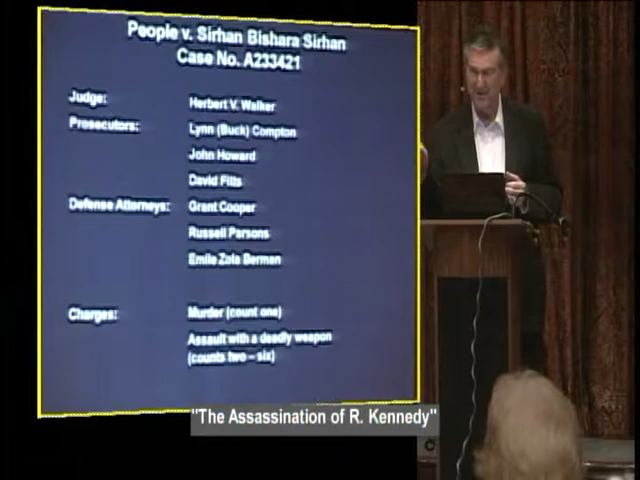 People v. Sirhan Bishara Sirhan
Case No. A233421
Judge: Herbert V. Walker
Prosecutors: Lynn (Buck) Compton
John Howard
David Fitts
Defense Attorneys: Grant Cooper
Russell Parsons
Emile Zola Berman
Charges: Murder (count one)
Assault with a deadly weapon
(counts two – six)
"The Assassination of R. Kennedy"